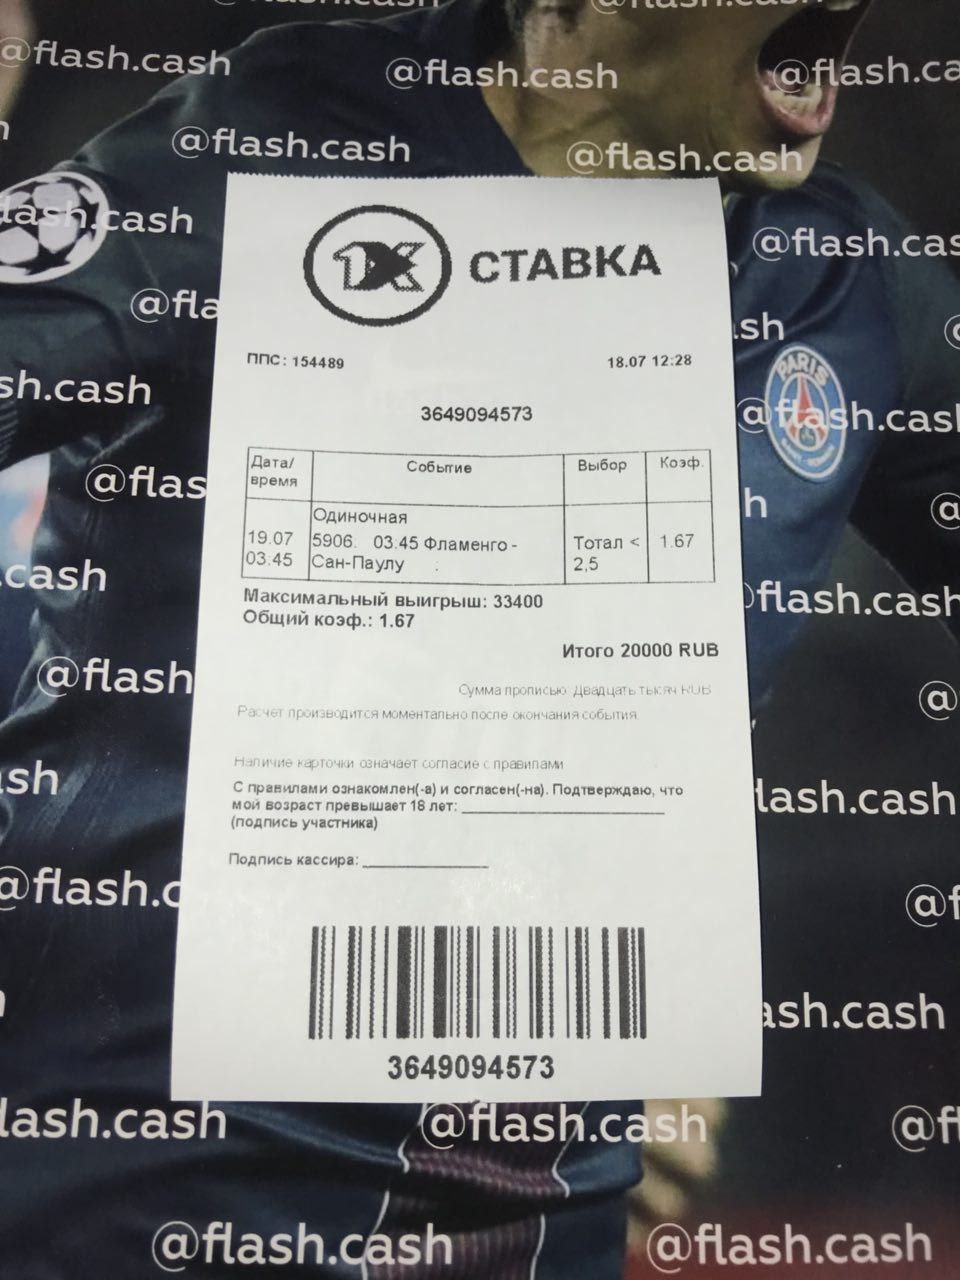 @flash.cash
@flash.cash
@flash.cash
@flash.cash
1X СТАВКА
ППС: 154489
18.07 12:28
3649094573
Дата/ время Событие Выбор Коэф.
Одиночная
19.07 03:45 5906. 03:45 Фламенго - Сан-Паулу Тотал < 2,5 1.67
Максимальный выигрыш: 33400
Общий коэф.: 1.67
Итого 20000 RUB
Сумма прописью: Двадцать тысяч RUB
Расчет производится моментально после окончания события.
Наличие карточки означает согласие с правилами
С правилами ознакомлен(-а) и согласен(-на). Подтверждаю, что
мой возраст превышает 18 лет:
(подпись участника)
Подпись кассира:
3649094573
PARIS
@flash.cash
@flash.cash
@flash.cash